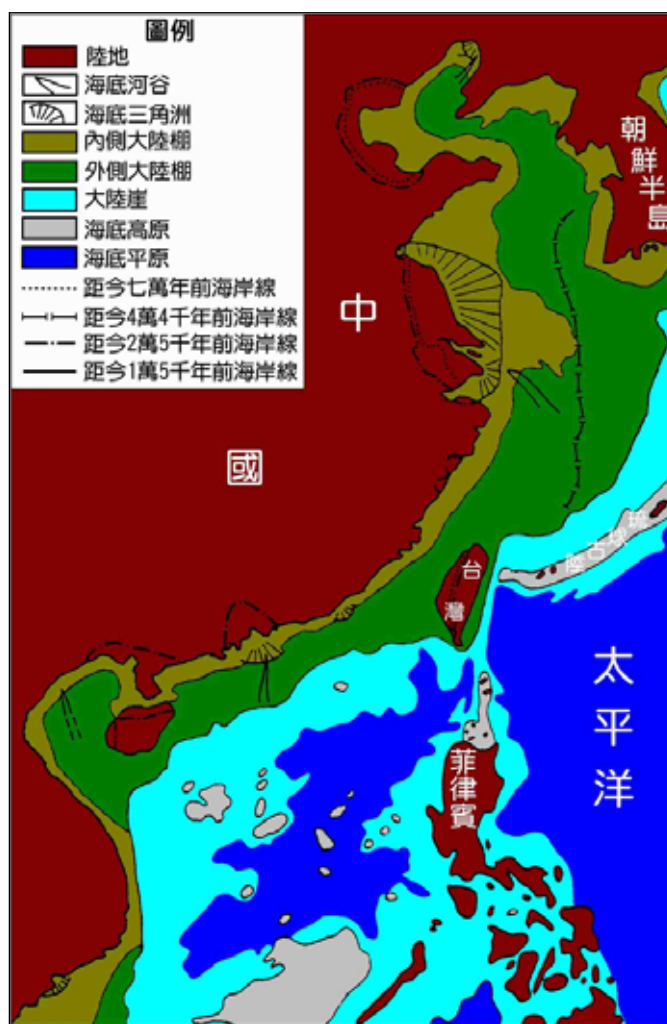 圖例
陸地
海底河谷
海底三角洲
內側大陸棚
外側大陸棚
大陸崖
海底高原
海底平原
距今七萬年前海岸線
距今4萬4千年前海岸線
距今2萬5千年前海岸線
距今1萬5千年前海岸線
朝鮮半島
中國
琉球古陸
台灣
太平洋
菲律賓